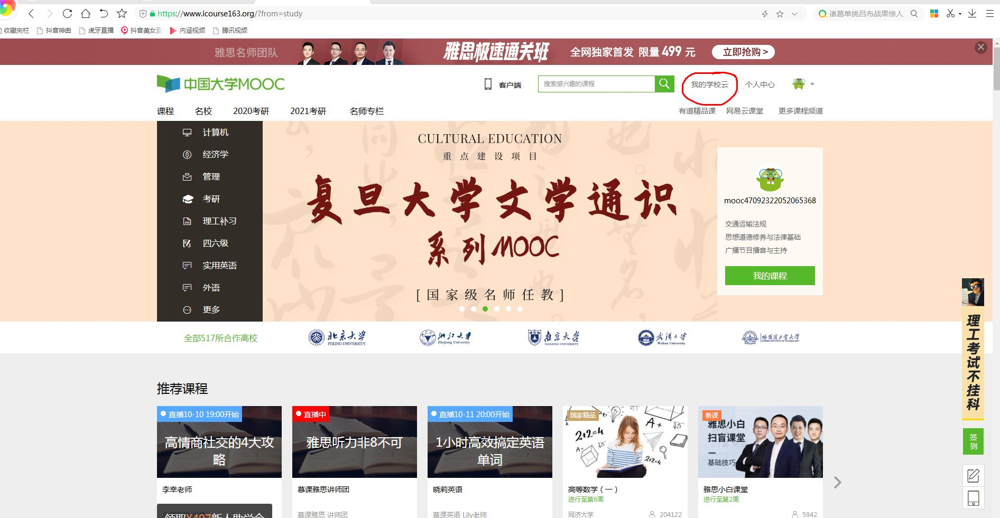 https://www.icourse163.org/?from=study
诸葛单挑吕布战果惊人
收藏夹栏 抖音神曲 虎牙直播 抖音美女直 内涵视频 腾讯视频
雅思名师团队 雅思极速通关班 全网独家首发 限量 499 元 立即抢购 >
中国大学MOOC
客户端
搜索感兴趣的课程
我的学校云 个人中心
课程 名校 2020考研 2021考研 名师专栏
有道精品课 网易云课堂 更多课程频道
计算机
经济学
管理
考研
理工补习
四六级
实用英语
外语
更多
CULTURAL EDUCATION
重点建设项目
复旦大学文学通识
系列MOOC
[国家级名师任教]
mooc47092322052065368
交通运输法规
思想道德修养与法律基础
广播节目播音与主持
我的课程
全部517所合作高校
北京大学
PEKING UNIVERSITY
浙江大学
Zhejiang University
南京大学
NANJING UNIVERSITY
武汉大学
Wuhan University
哈尔滨工业大学
HARBIN INSTITUTE OF TECHNOLOGY
理工考试不挂科
签到
推荐课程
直播10-10 19:00开始
高情商社交的4大攻
略
李幸老师
领取¥497新人助学金
直播中
雅思听力非8不可
慕课雅思讲师团
慕课雅思 讲师团
直播10-11 20:00开始
1小时高效搞定英语
单词
晓莉英语
慕课英语 Lily老师
国家精品
A+
√3
2+2=4
A+
√3
2+2=4
高等数学（一）
进行至第6周
同济大学 204122
新课
雅思小白
扫盲课堂
基础技巧
雅思小白课堂
进行至第2周
5942